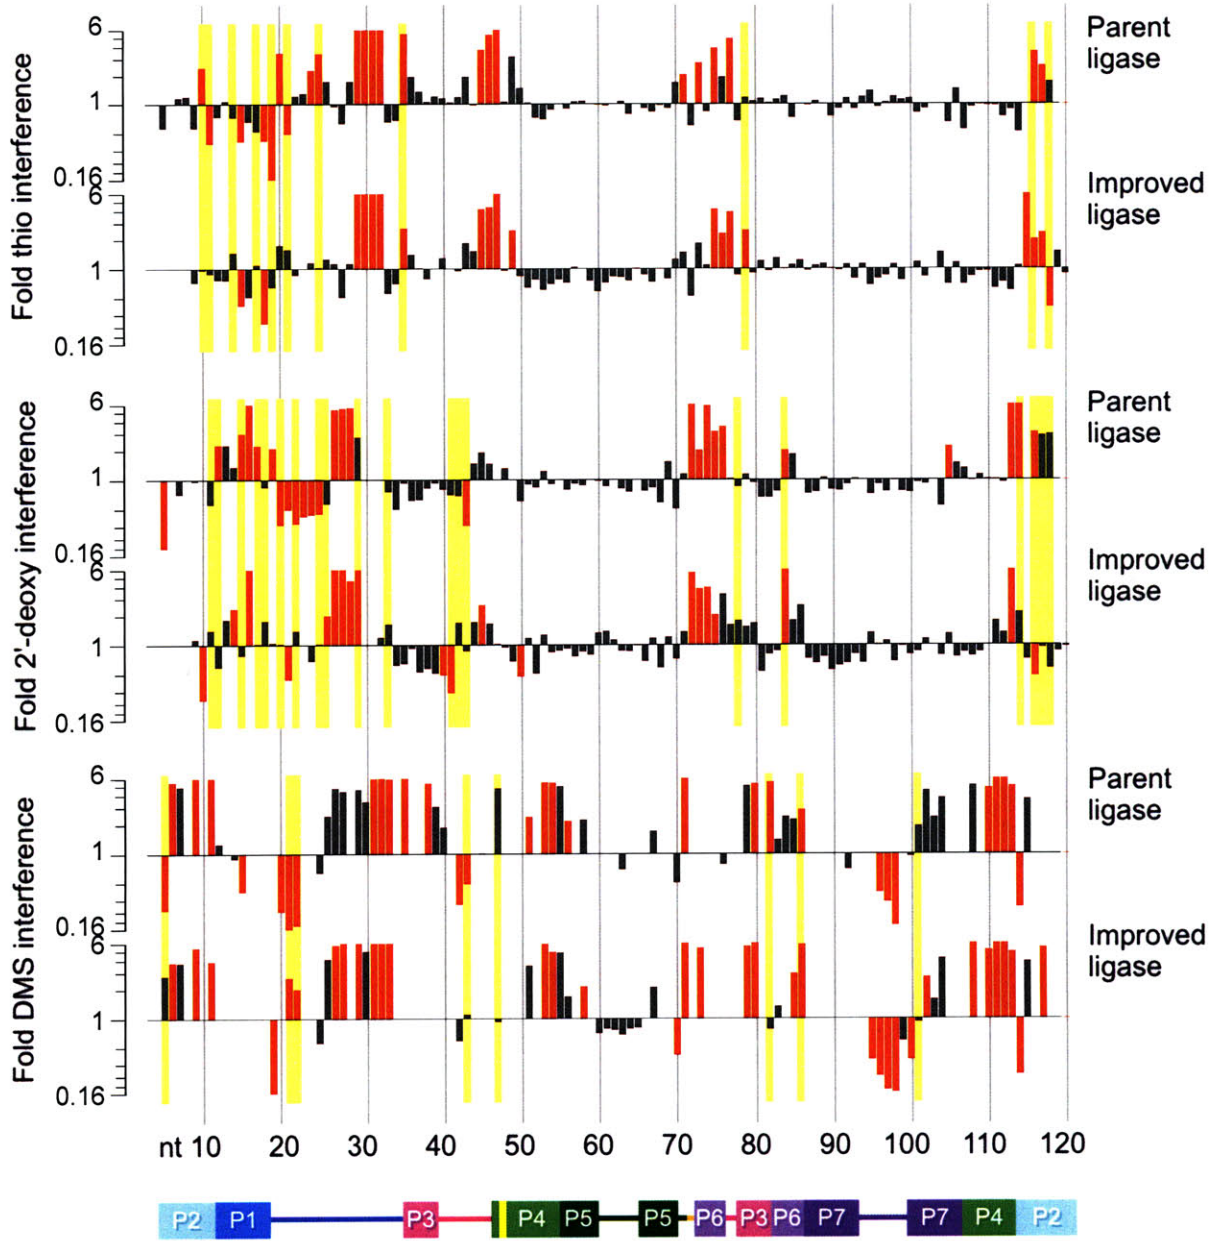 Fold thio interference
6
1
0.16
Parent
ligase
6
1
0.16
Improved
ligase
Fold 2'-deoxy interference
6
1
0.16
Parent
ligase
6
1
0.16
Improved
ligase
Fold DMS interference
6
1
0.16
Parent
ligase
6
1
0.16
Improved
ligase
nt 10 20 30 40 50 60 70 80 90 100 110 120
P2 P1 P3 P4 P5 P5 P6 P3 P6 P7 P7 P4 P2